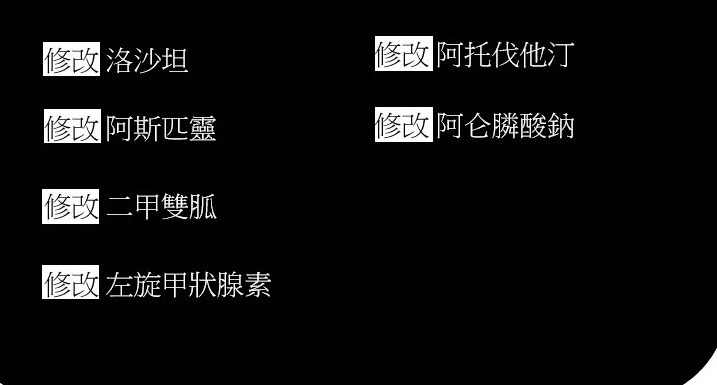 修改 洛沙坦
修改 阿托伐他汀
修改 阿斯匹靈
修改 阿仑膦酸鈉
修改 二甲雙胍
修改 左旋甲狀腺素